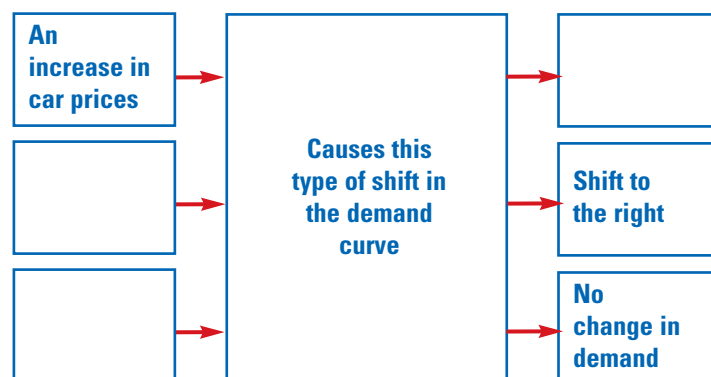 An
increase in
car prices
Causes this
type of shift in
the demand
curve
Shift to
the right
No
change in
demand